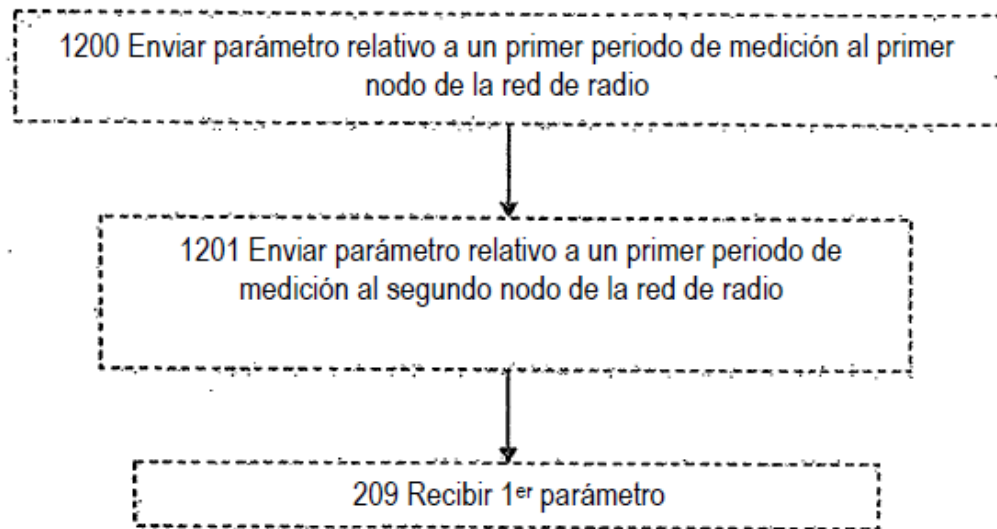 1200 Enviar parámetro relativo a un primer periodo de medición al primer
nodo de la red de radio
1201 Enviar parámetro relativo a un primer periodo de
medición al segundo nodo de la red de radio
209 Recibir 1er parámetro